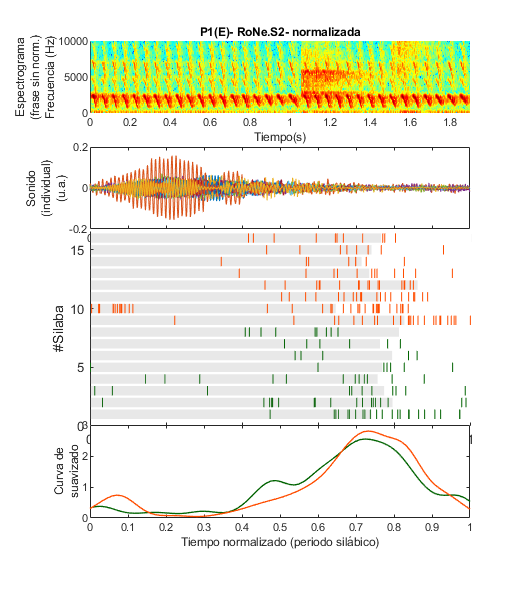 P1(E)- RoNe.S2- normalizada
Espectrograma
(frase sin norm.)
Frecuencia (Hz)
10000
5000
0
0 0.2 0.4 0.6 0.8 1 1.2 1.4 1.6 1.8
Tiempo(s)
Sonido
(individual)
(u.a.)
0.2
0
-0.2
#Silaba
15
10
5
Curva de
suavizado
2
1
0
0 0.1 0.2 0.3 0.4 0.5 0.6 0.7 0.8 0.9 1
Tiempo normalizado (periodo silábico)